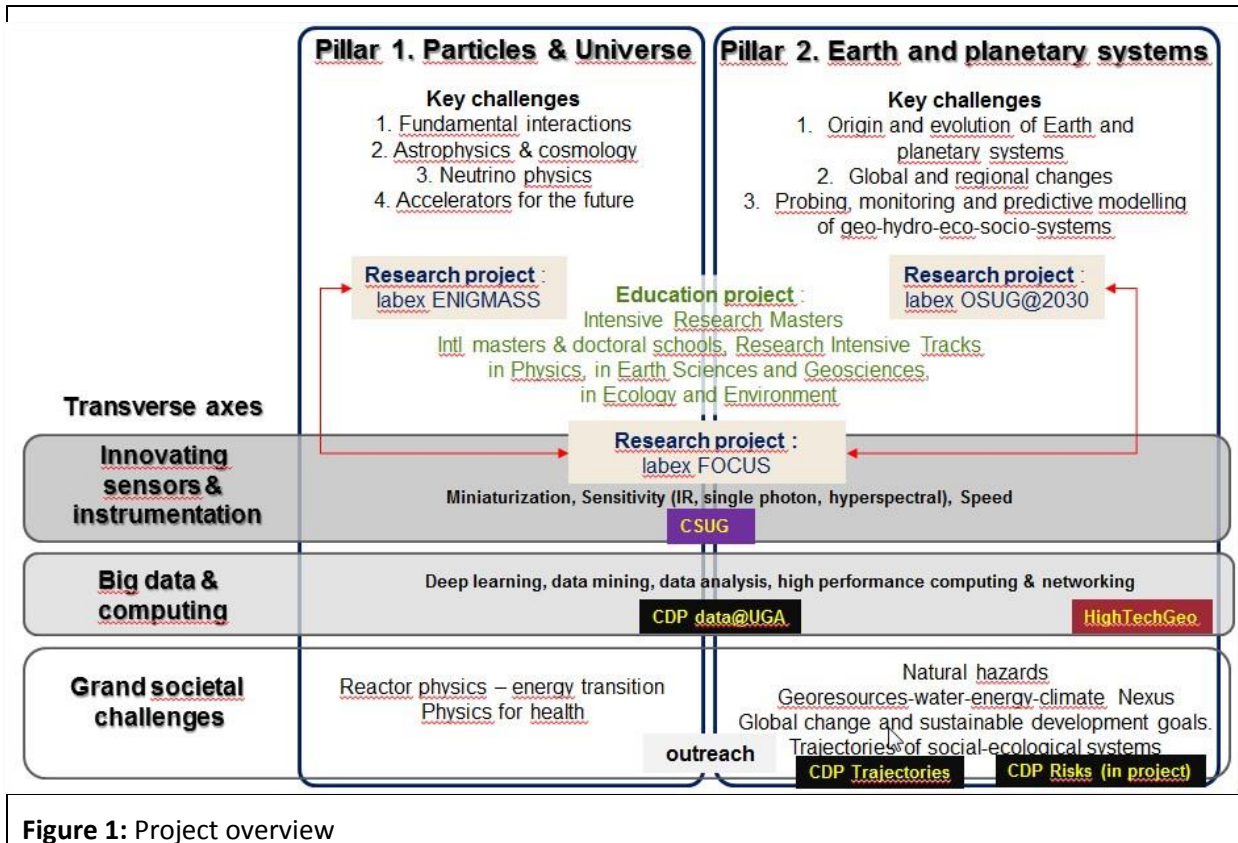 Pillar 1. Particles & Universe
Key challenges
1. Fundamental interactions
2. Astrophysics & cosmology
3. Neutrino physics
4. Accelerators for the future
Research project :
labex ENIGMASS
Pillar 2. Earth and planetary systems
Key challenges
1. Origin and evolution of Earth and
planetary systems
2. Global and regional changes
3. Probing, monitoring and predictive modelling
of geo-hydro-eco-socio-systems
Research project :
labex OSUG@2030
Education project :
Intensive Research Masters
Intl masters & doctoral schools, Research Intensive Tracks
in Physics, in Earth Sciences and Geosciences,
in Ecology and Environment
Transverse axes
Innovating
sensors &
instrumentation
Research project :
labex FOCUS
Miniaturization, Sensitivity (IR, single photon, hyperspectral), Speed
CSUG
Big data &
computing
Deep learning, data mining, data analysis, high performance computing & networking
CDP data@UGA
HighTechGeo
Grand societal
challenges
Reactor physics – energy transition
Physics for health
Natural hazards
Georesources-water-energy-climate Nexus
Global change and sustainable development goals.
Trajectories of social-ecological systems
outreach
CDP Trajectories
CDP Risks (in project)
Figure 1: Project overview